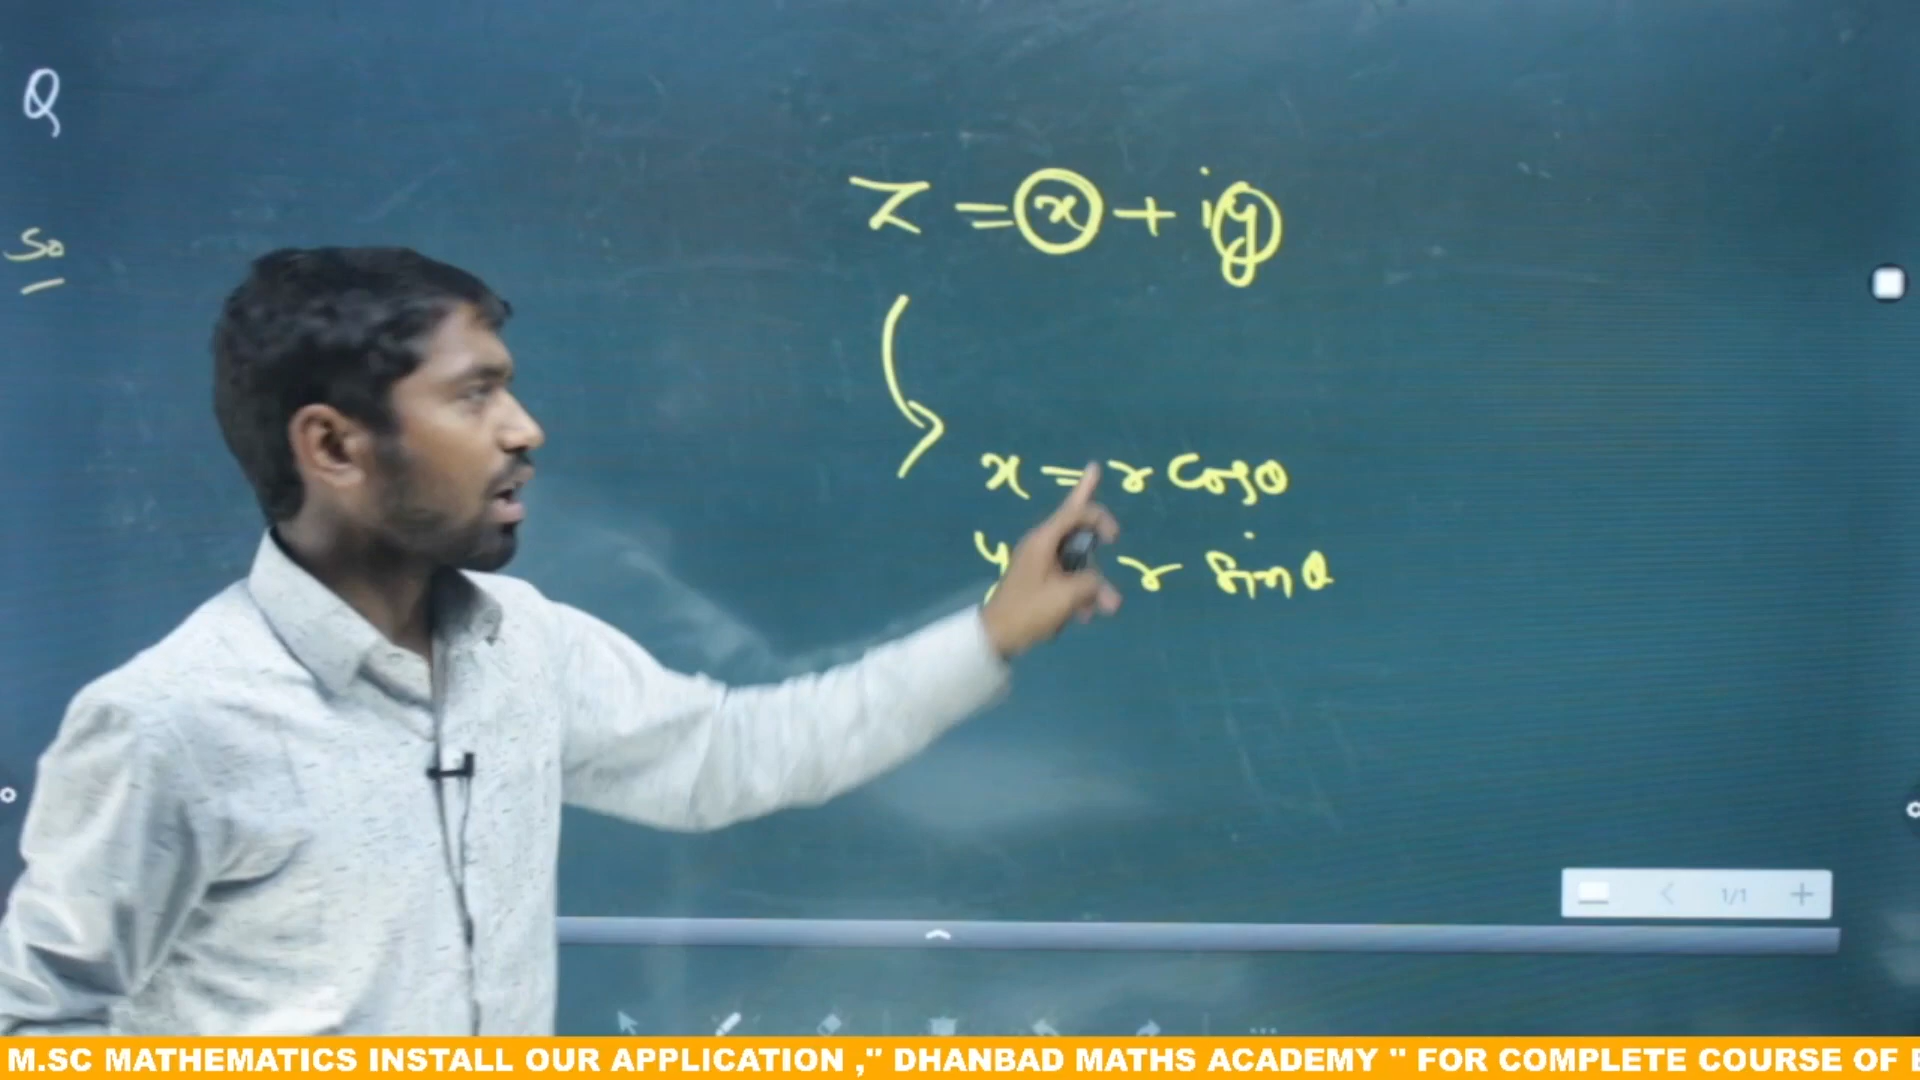 Q
So
Z = x + iy
x = r cosθ
y r sinθ
1/1
M.SC MATHEMATICS INSTALL OUR APPLICATION ," DHANBAD MATHS ACADEMY " FOR COMPLETE COURSE OF